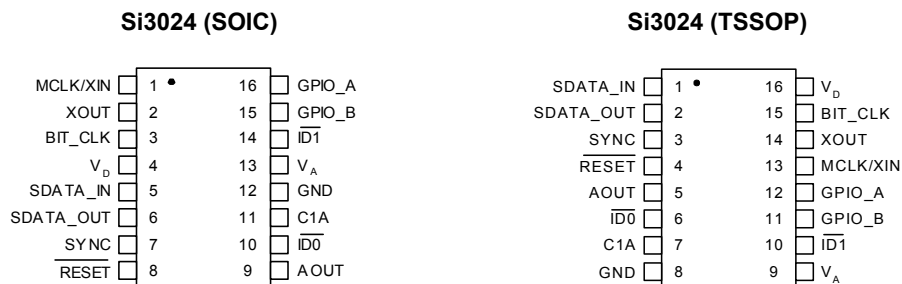 Si3024 (SOIC)
MCLK/XIN 1 16 GPIO_A
XOUT 2 15 GPIO_B
BIT_CLK 3 14 ID1
VD 4 13 VA
SDATA_IN 5 12 GND
SDATA_OUT 6 11 C1A
SYNC 7 10 ID0
RESET 8 9 AOUT
Si3024 (TSSOP)
SDATA_IN 1 16 VD
SDATA_OUT 2 15 BIT_CLK
SYNC 3 14 XOUT
RESET 4 13 MCLK/XIN
AOUT 5 12 GPIO_A
ID0 6 11 GPIO_B
C1A 7 10 ID1
GND 8 9 VA